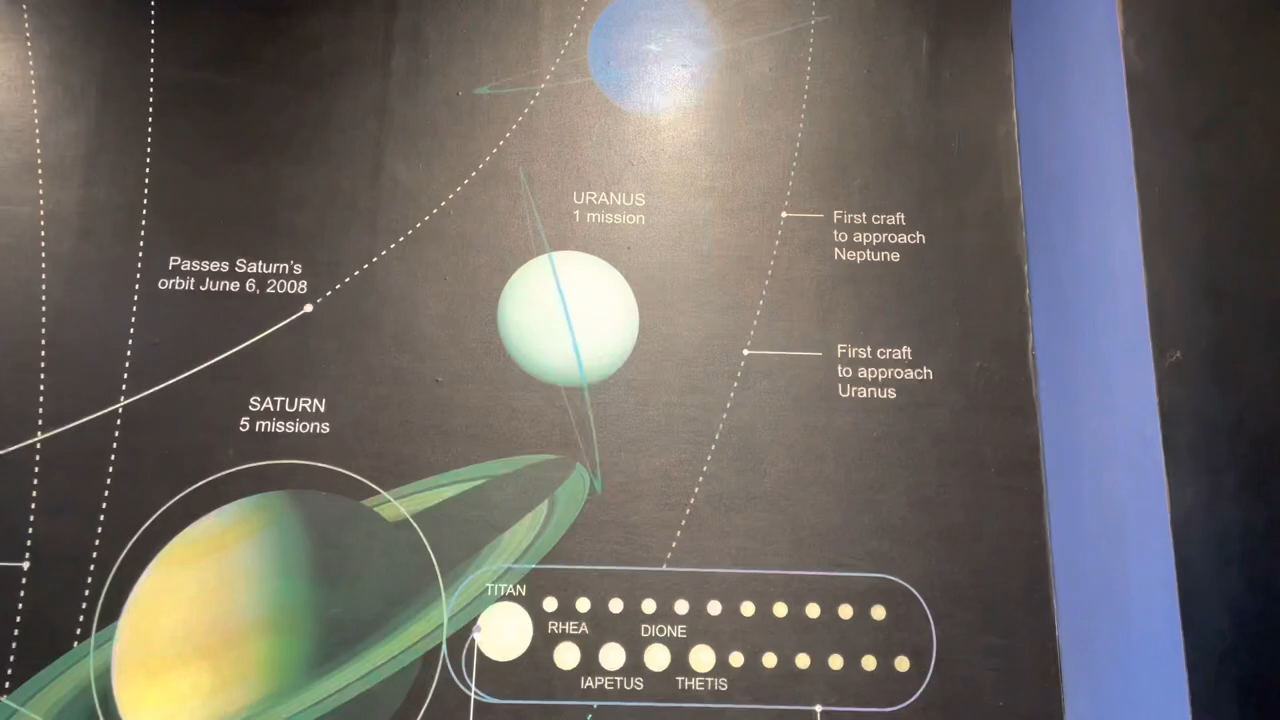 URANUS
1 mission
First craft
to approach
Neptune
Passes Saturn's
orbit June 6, 2008
First craft
to approach
Uranus
SATURN
5 missions
TITAN
RHEA
DIONE
IAPETUS
THETIS